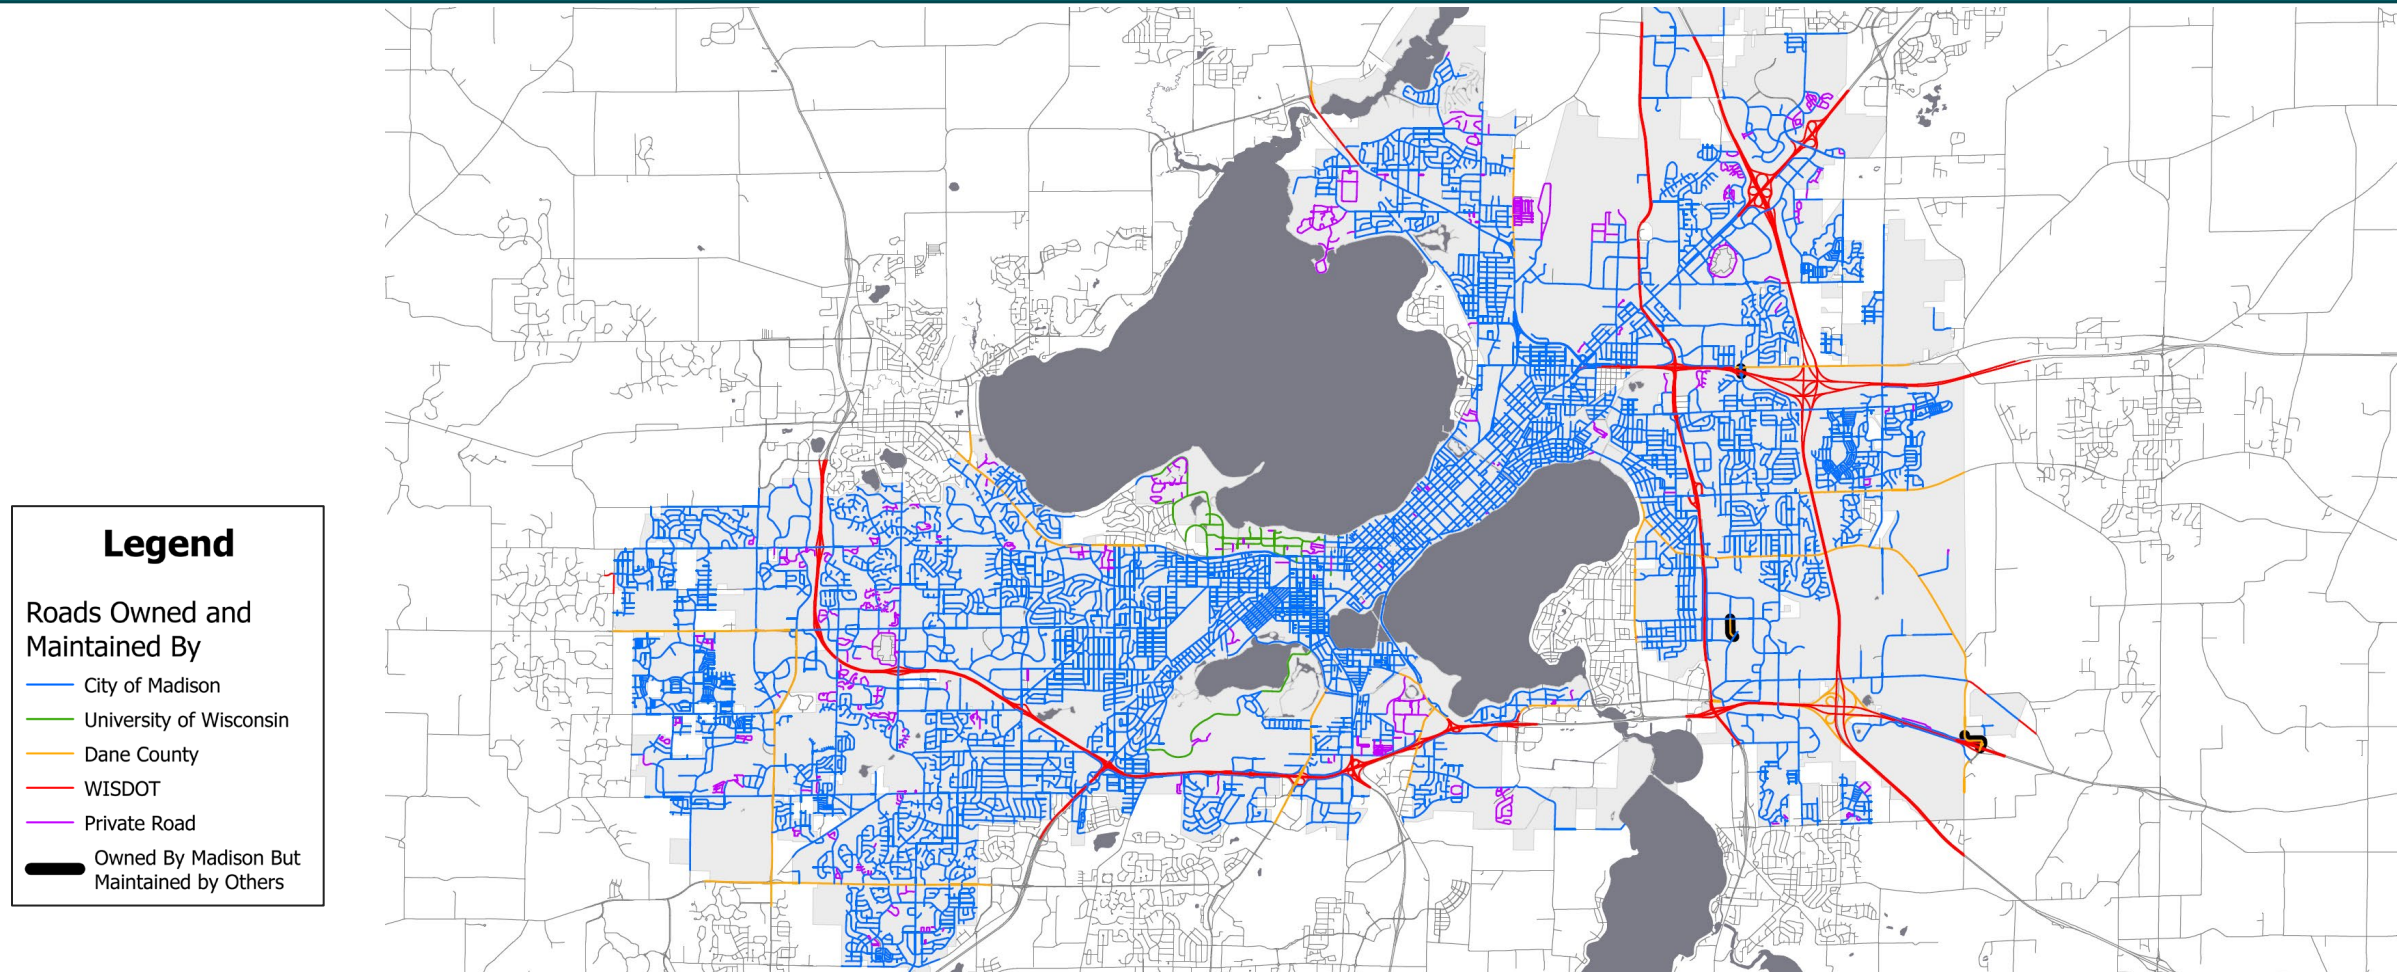 Legend
Roads Owned and
Maintained By
City of Madison
University of Wisconsin
Dane County
WISDOT
Private Road
Owned By Madison But
Maintained by Others